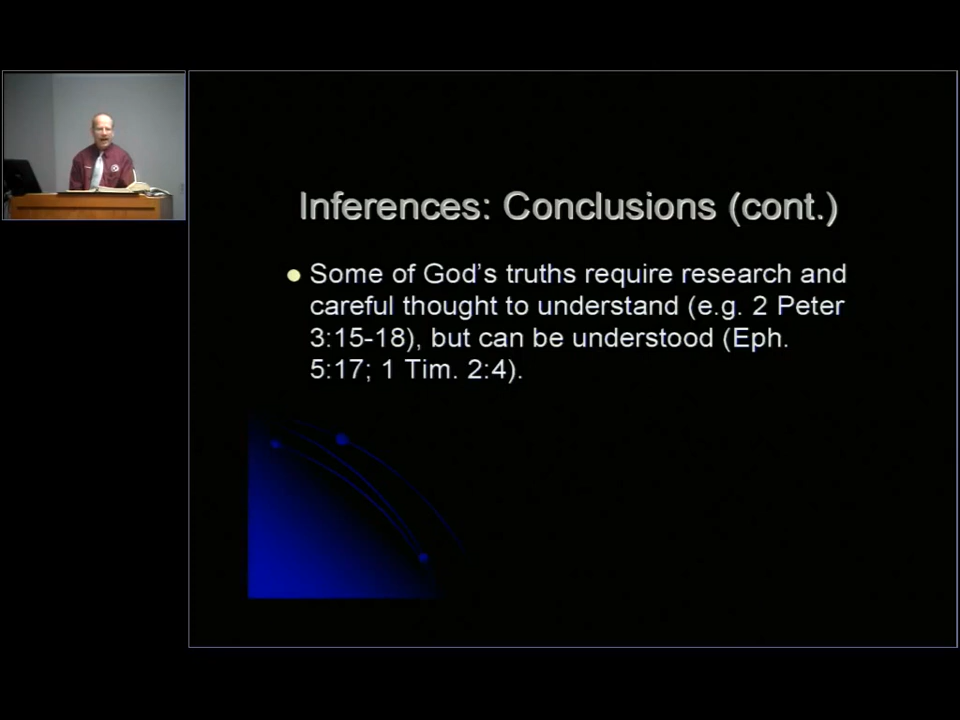 Inferences: Conclusions (cont.)
Some of God's truths require research and
careful thought to understand (e.g. 2 Peter
3:15-18), but can be understood (Eph.
5:17; 1 Tim. 2:4).